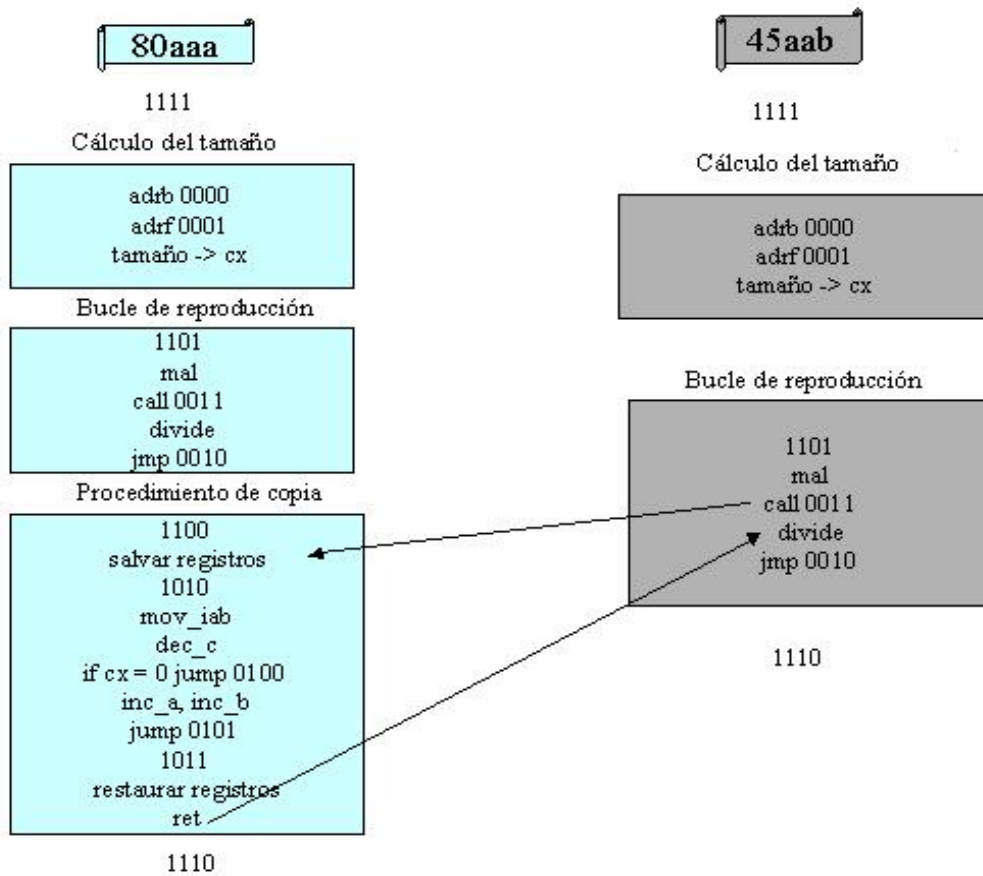 80aaa
1111
Cálculo del tamaño
adrb 0000
adrf 0001
tamaño -> cx
Bucle de reproducción
1101
mal
call 0011
divide
jmp 0010
Procedimiento de copia
1100
salvar registros
1010
mov_iab
dec_c
if cx = 0 jump 0100
inc_a, inc_b
jump 0101
1011
restaurar registros
ret
1110
45aab
1111
Cálculo del tamaño
adrb 0000
adrf 0001
tamaño -> cx
Bucle de reproducción
1101
mal
call 0011
divide
jmp 0010
1110